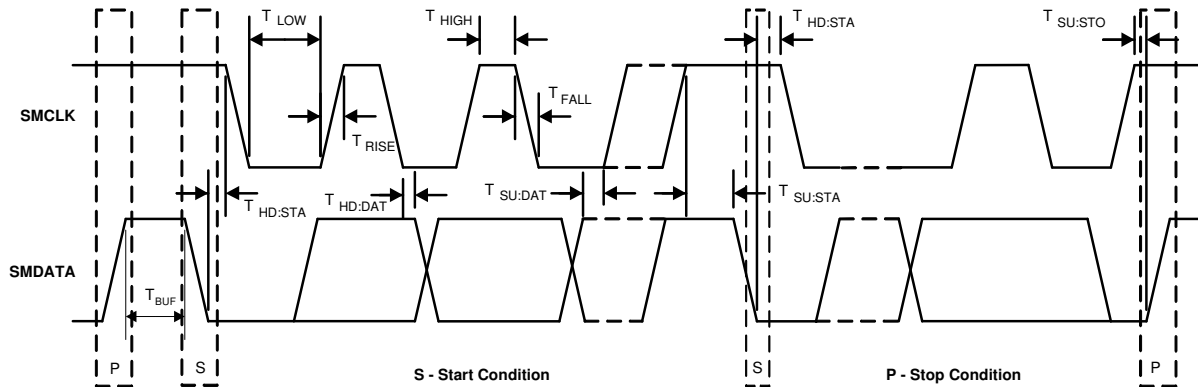 T LOW
T HIGH
T HD:STA
T SU:STO
SMCLK
T FALL
T RISE
T HD:STA
T HD:DAT
T SU:DAT
T SU:STA
SMDATA
T BUF
P
S
S - Start Condition
S
P - Stop Condition
P